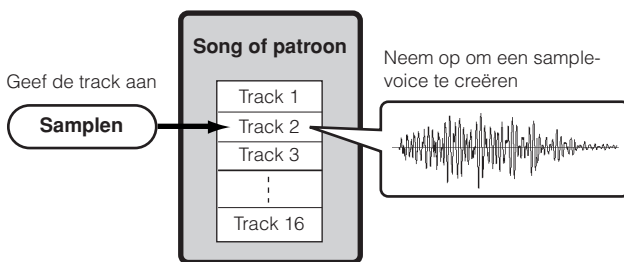 Song of patroon
Geef de track aan
Samplen
Track 1
Track 2
Track 3
Track 16
Neem op om een sample-
voice te creëren